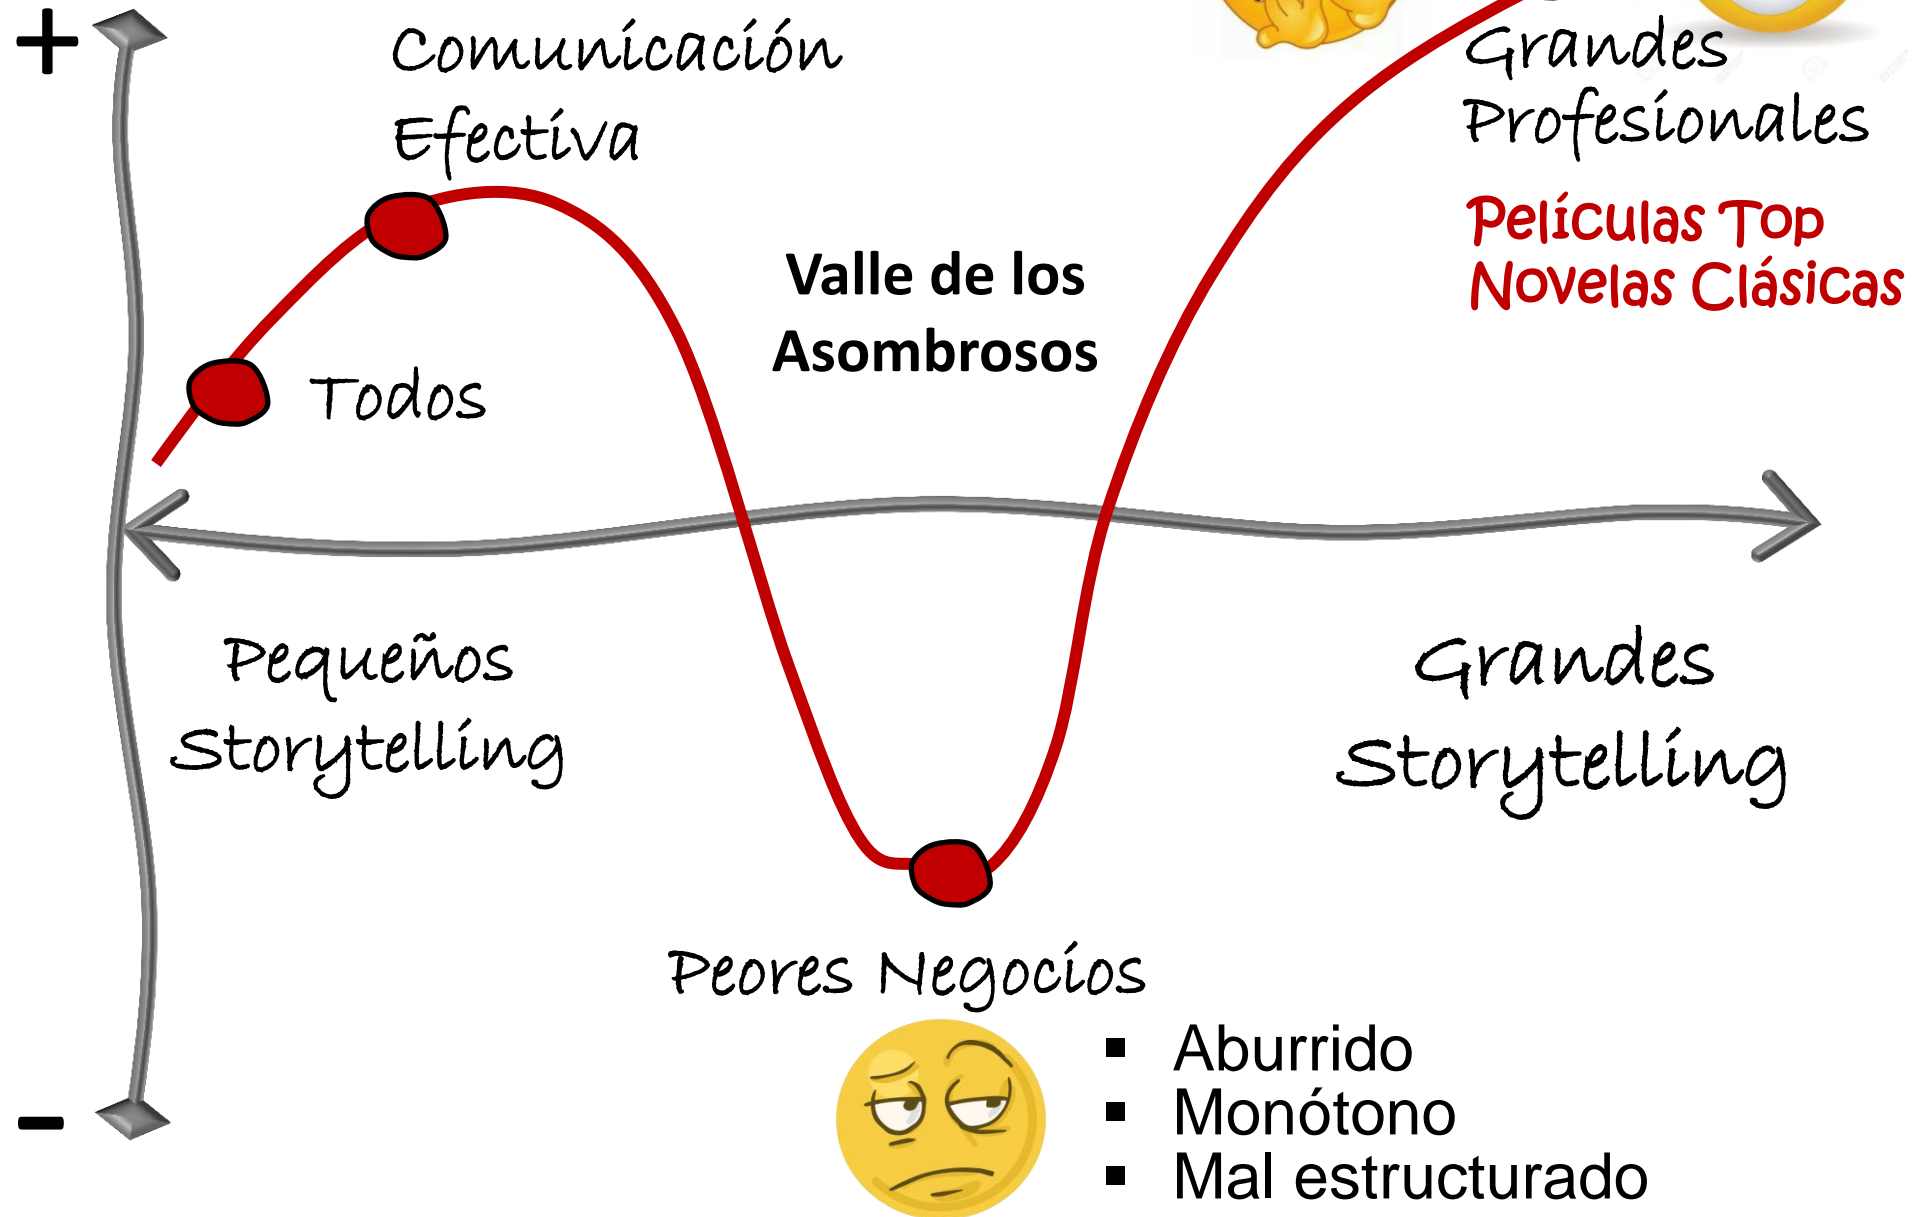 +
Comunicación
Efectiva
Grandes
Profesionales
Películas Top
Novelas Clásicas
Valle de los
Asombrosos
Todos
Pequeños
Storytelling
Grandes
Storytelling
Peores Negocios
-
▪ Aburrido
▪ Monótono
▪ Mal estructurado